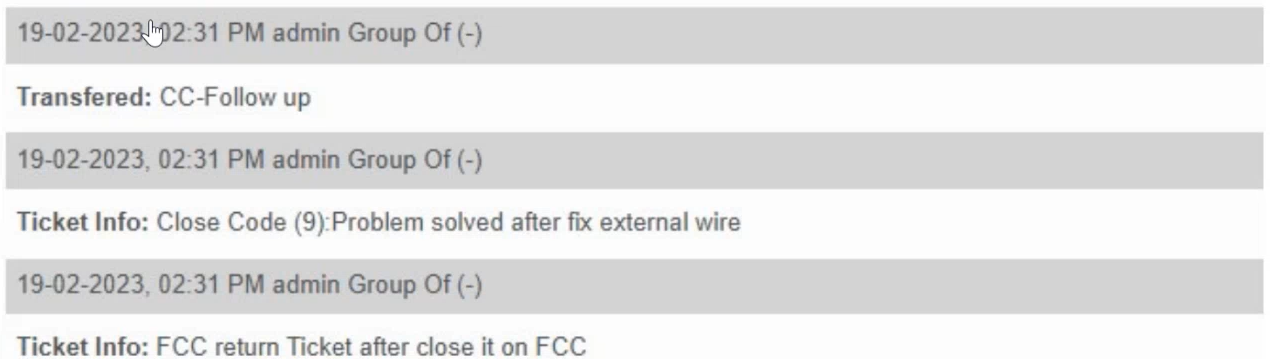 19-02-2023, 02:31 PM admin Group Of (-)
Transfered: CC-Follow up
19-02-2023, 02:31 PM admin Group Of (-)
Ticket Info: Close Code (9):Problem solved after fix external wire
19-02-2023, 02:31 PM admin Group Of (-)
Ticket Info: FCC return Ticket after close it on FCC